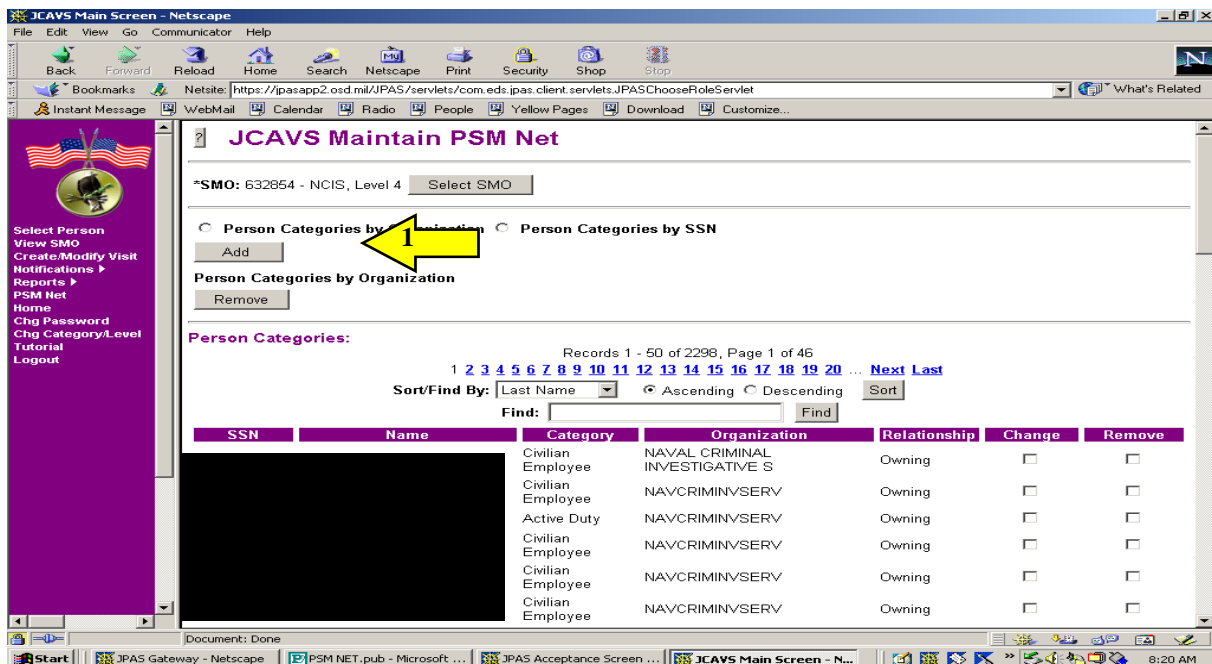 JCAVS Main Screen - Netscape
File Edit View Go Communicator Help
Back Forward Reload Home Search Netscape Print Security Shop Stop
My
N
Bookmarks Netsite: https://jpasapp2.osd.mil/JPAS/servlets/com.eds.jpas.client.servlets.JPASChooseRoleServlet What's Related
Instant Message WebMail Calendar Radio People Yellow Pages Download Customize...
Select Person
View SMO
Create/Modify Visit
Notifications
Reports
PSM Net
Home
Chg Password
Chg Category/Level
Tutorial
Logout
? JCAVS Maintain PSM Net
*SMO: 632854 - NCIS, Level 4 Select SMO
Person Categories by Organization Person Categories by SSN
1
Add
Person Categories by Organization
Remove
Person Categories:
Records 1 - 50 of 2298, Page 1 of 46
1 2 3 4 5 6 7 8 9 10 11 12 13 14 15 16 17 18 19 20 ... Next Last
Sort/Find By: Last Name Ascending Descending Sort
Find: Find
SSN Name Category Organization Relationship Change Remove
Civilian Employee NAVAL CRIMINAL INVESTIGATIVE S Owning
Civilian Employee NAVCRIMINVSERV Owning
Active Duty NAVCRIMINVSERV Owning
Civilian Employee NAVCRIMINVSERV Owning
Civilian Employee NAVCRIMINVSERV Owning
Civilian Employee NAVCRIMINVSERV Owning
Document: Done
Start JPAS Gateway - Netscape PSM NET.pub - Microsoft ... JPAS Acceptance Screen ... JCAVS Main Screen - N... 8:20 AM